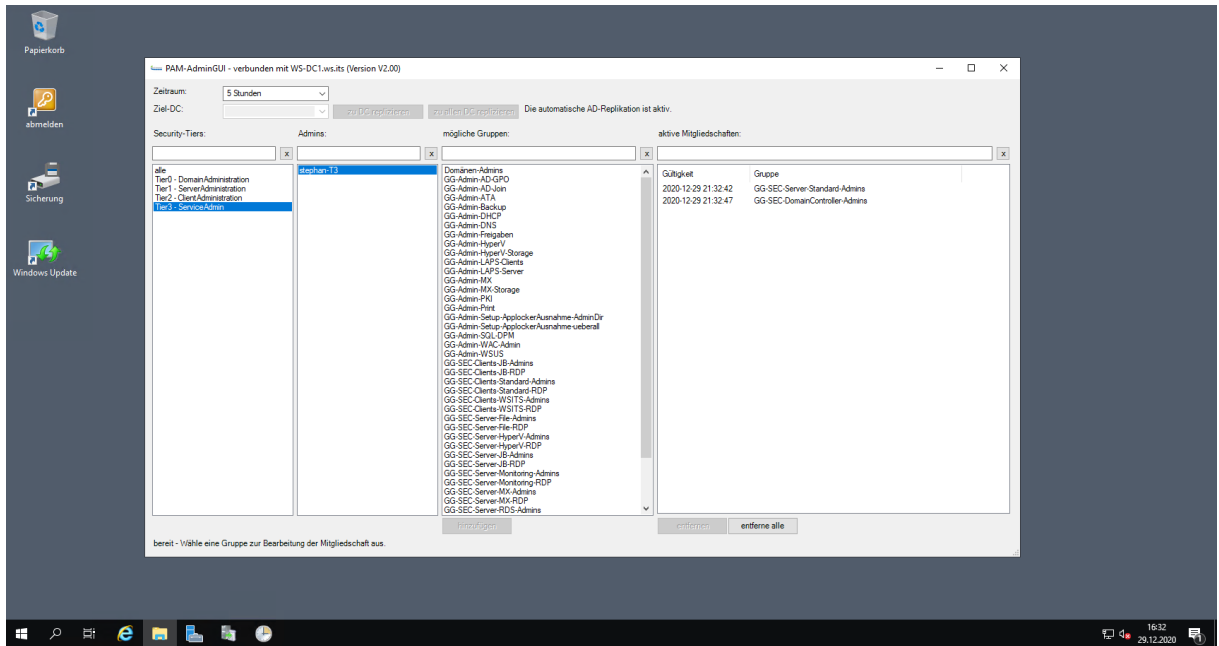 Papierkorb
abmelden
Sicherung
Windows Update
PAM-AdminGUI - verbunden mit WS-DC1.ws.its (Version V2.00)
Zeitraum: 5 Stunden
Ziel-DC: zu DC replizieren zu allen DC replizieren Die automatische AD-Replikation ist aktiv.
Security-Tiers: Admins: mögliche Gruppen: aktive Mitgliedschaften:
x x x x
alle
Tier0 - DomainAdministration
Tier1 - ServerAdministration
Tier2 - ClientAdministration
Tier3 - ServiceAdmin
stephan-T3
Domänen-Admins
GG-Admin-AD-GPO
GG-Admin-AD-Join
GG-Admin-ATA
GG-Admin-Backup
GG-Admin-DHCP
GG-Admin-DNS
GG-Admin-Freigaben
GG-Admin-HyperV
GG-Admin-HyperV-Storage
GG-Admin-LAPS-Clients
GG-Admin-LAPS-Server
GG-Admin-MX
GG-Admin-MX-Storage
GG-Admin-PKI
GG-Admin-Print
GG-Admin-Setup-ApplockerAusnahme-AdminDir
GG-Admin-Setup-ApplockerAusnahme-ueberall
GG-Admin-SQL-DPM
GG-Admin-WAC-Admin
GG-Admin-WSUS
GG-SEC-Clients-JB-Admins
GG-SEC-Clients-JB-RDP
GG-SEC-Clients-Standard-Admins
GG-SEC-Clients-Standard-RDP
GG-SEC-Clients-WSITS-Admins
GG-SEC-Clients-WSITS-RDP
GG-SEC-Server-File-Admins
GG-SEC-Server-File-RDP
GG-SEC-Server-HyperV-Admins
GG-SEC-Server-HyperV-RDP
GG-SEC-Server-JB-Admins
GG-SEC-Server-JB-RDP
GG-SEC-Server-Monitoring-Admins
GG-SEC-Server-Monitoring-RDP
GG-SEC-Server-MX-Admins
GG-SEC-Server-MX-RDP
GG-SEC-Server-RDS-Admins
Gültigkeit Gruppe
2020-12-29 21:32:42 GG-SEC-Server-Standard-Admins
2020-12-29 21:32:47 GG-SEC-DomainController-Admins
hinzufügen entfernen entferne alle
bereit - Wähle eine Gruppe zur Bearbeitung der Mitgliedschaft aus.
16:32
29.12.2020
1